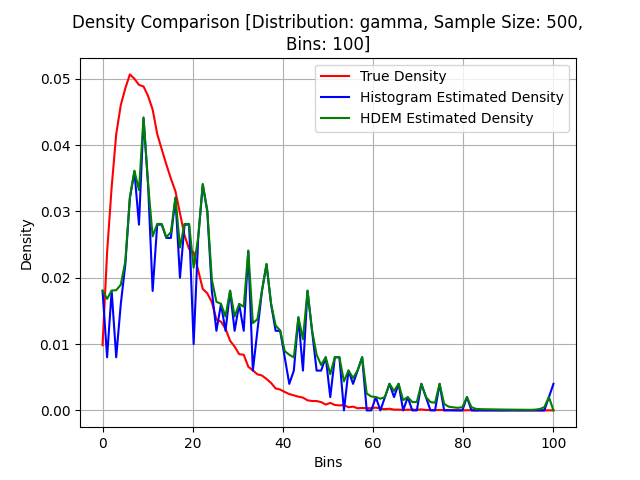 Density Comparison [Distribution: gamma, Sample Size: 500,
Bins: 100]
True Density
Histogram Estimated Density
HDEM Estimated Density
Density
0.05
0.04
0.03
0.02
0.01
0.00
0 20 40 60 80 100
Bins